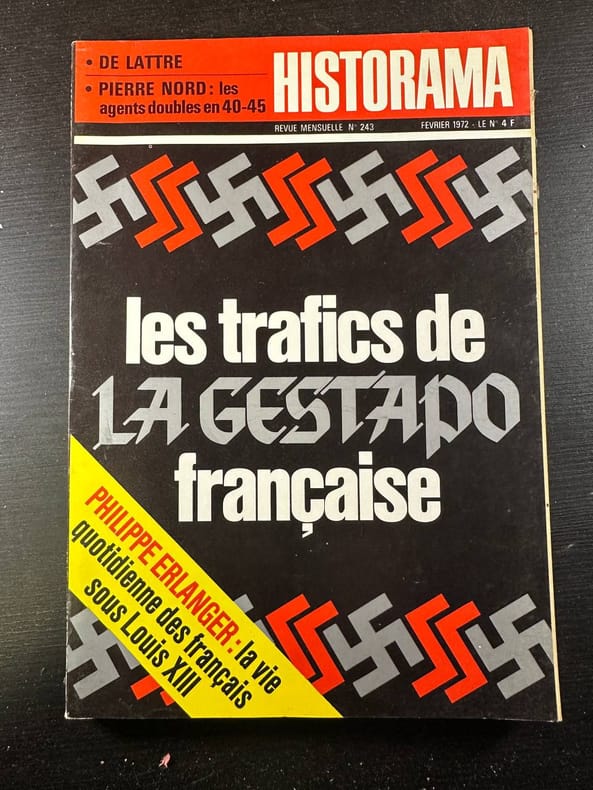 • DE LATTRE
• PIERRE NORD : les
agents doubles en 40-45
HISTORAMA
REVUE MENSUELLE N° 243
FEVRIER 1972 - LE N° 4 F.
les trafics de
LA GESTAPO
française
PHILIPPE ERLANGER : la vie
quotidienne des français
sous Louis XIII